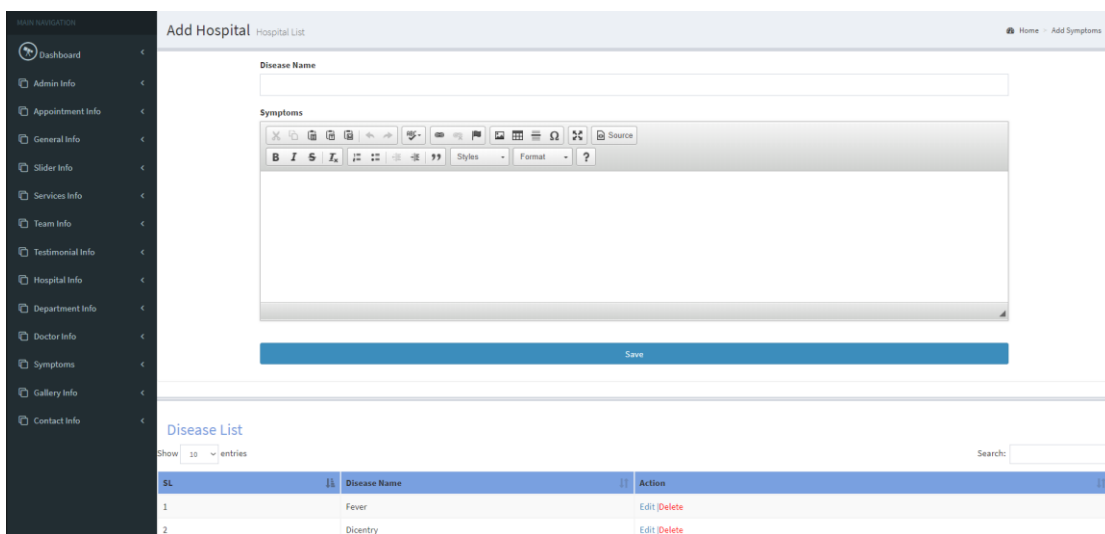 MAIN NAVIGATION
Dashboard
Admin Info
Appointment Info
General Info
Slider Info
Services Info
Team Info
Testimonial Info
Hospital Info
Department Info
Doctor Info
Symptoms
Gallery Info
Contact Info
Add Hospital Hospital List
Home - Add Symptoms
Disease Name
Symptoms
Source
B I S Ix Styles Format ?
Save
Disease List
Show 10 entries
Search:
SL Disease Name Action
1 Fever Edit |Delete
2 Dicentry Edit |Delete